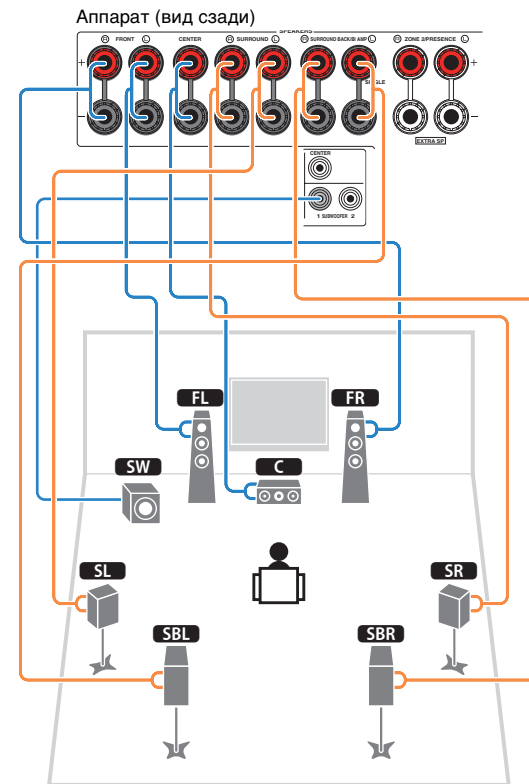 Аппарат (вид сзади)
SPEAKERS
R FRONT L CENTER R SURROUND L R SURROUND BACK/BI AMP L R ZONE 2/PRESENCE L
+ +
SINGLE
- -
EXTRA SP
CENTER
1 SUBWOOFER 2
FL FR
SW C
SL SR
SBL SBR